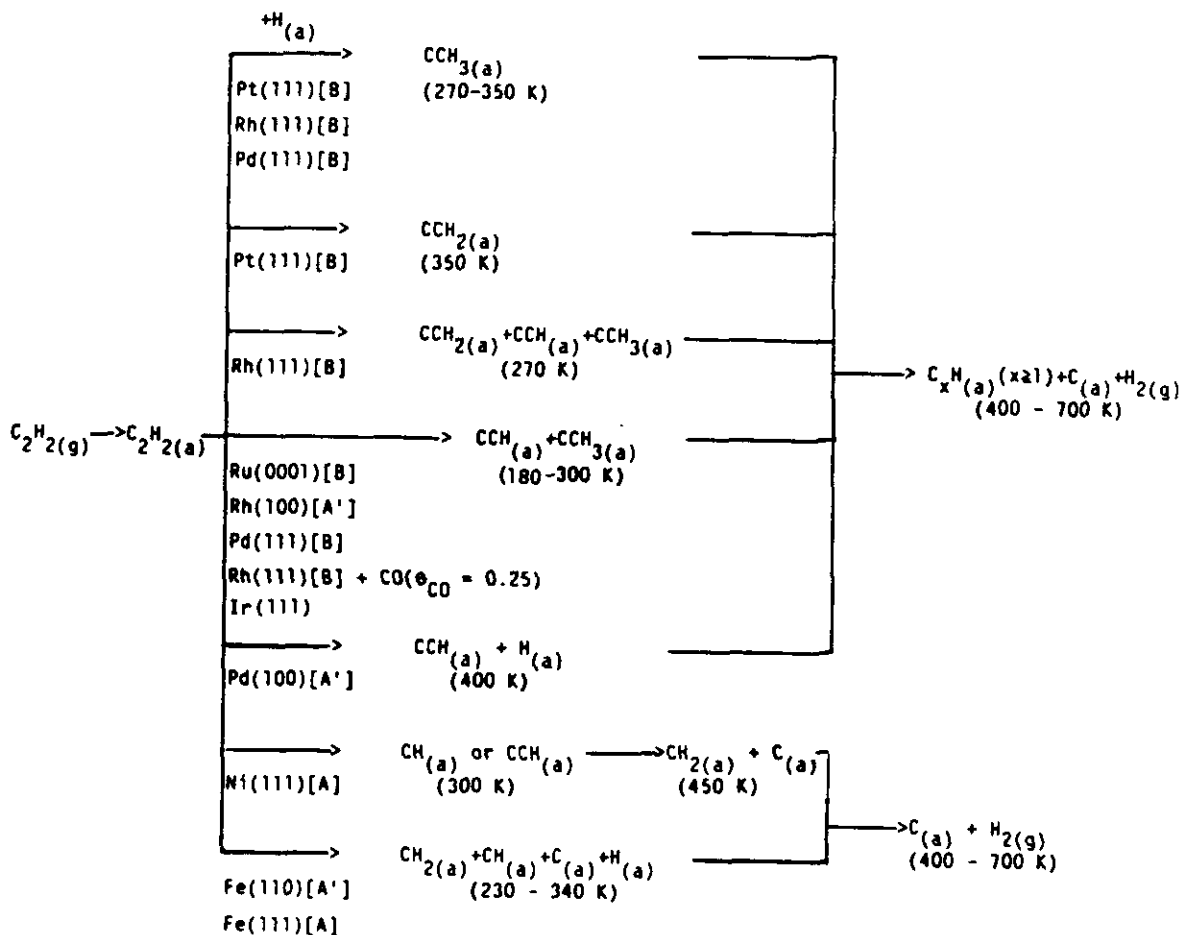 +H(a)
CCH3(a)
(270-350 K)
Pt(111)[B]
Rh(111)[B]
Pd(111)[B]
CCH2(a)
(350 K)
Pt(111)[B]
CCH2(a)+CCH(a)+CCH3(a)
(270 K)
Rh(111)[B]
CxH(a)(x≥1)+C(a)+H2(g)
(400 - 700 K)
C2H2(g) C2H2(a)
CCH(a)+CCH3(a)
(180-300 K)
Ru(0001)[B]
Rh(100)[A']
Pd(111)[B]
Rh(111)[B] + CO(ΘCO = 0.25)
Ir(111)
CCH(a) + H(a)
(400 K)
Pd(100)[A']
CH(a) or CCH(a) CH2(a) + C(a)
(300 K) (450 K)
Ni(111)[A]
C(a) + H2(g)
(400 - 700 K)
CH2(a)+CH(a)+C(a)+H(a)
(230 - 340 K)
Fe(110)[A']
Fe(111)[A]